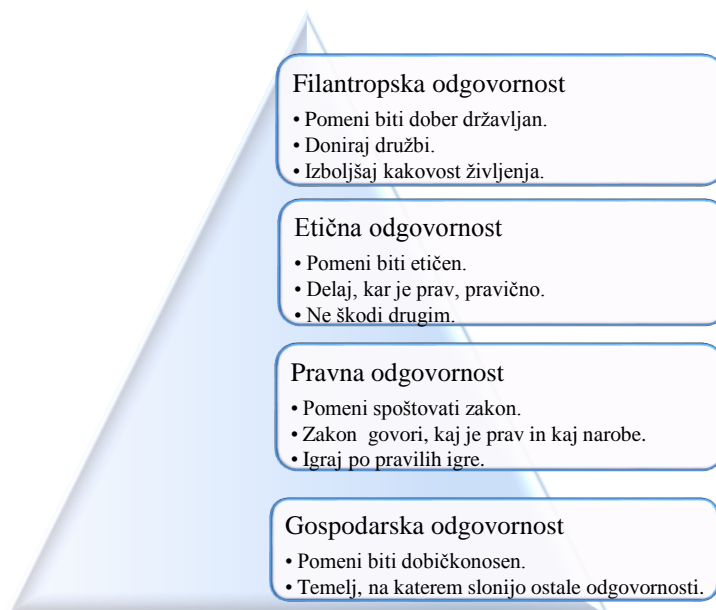 Filantropska odgovornost
• Pomeni biti dober državljan.
• Doniraj družbi.
• Izboljšaj kakovost življenja.
Etična odgovornost
• Pomeni biti etičen.
• Delaj, kar je prav, pravično.
• Ne škodi drugim.
Pravna odgovornost
• Pomeni spoštovati zakon.
• Zakon govori, kaj je prav in kaj narobe.
• Igraj po pravilih igre.
Gospodarska odgovornost
• Pomeni biti dobičkonosen.
• Temelj, na katerem slonijo ostale odgovornosti.